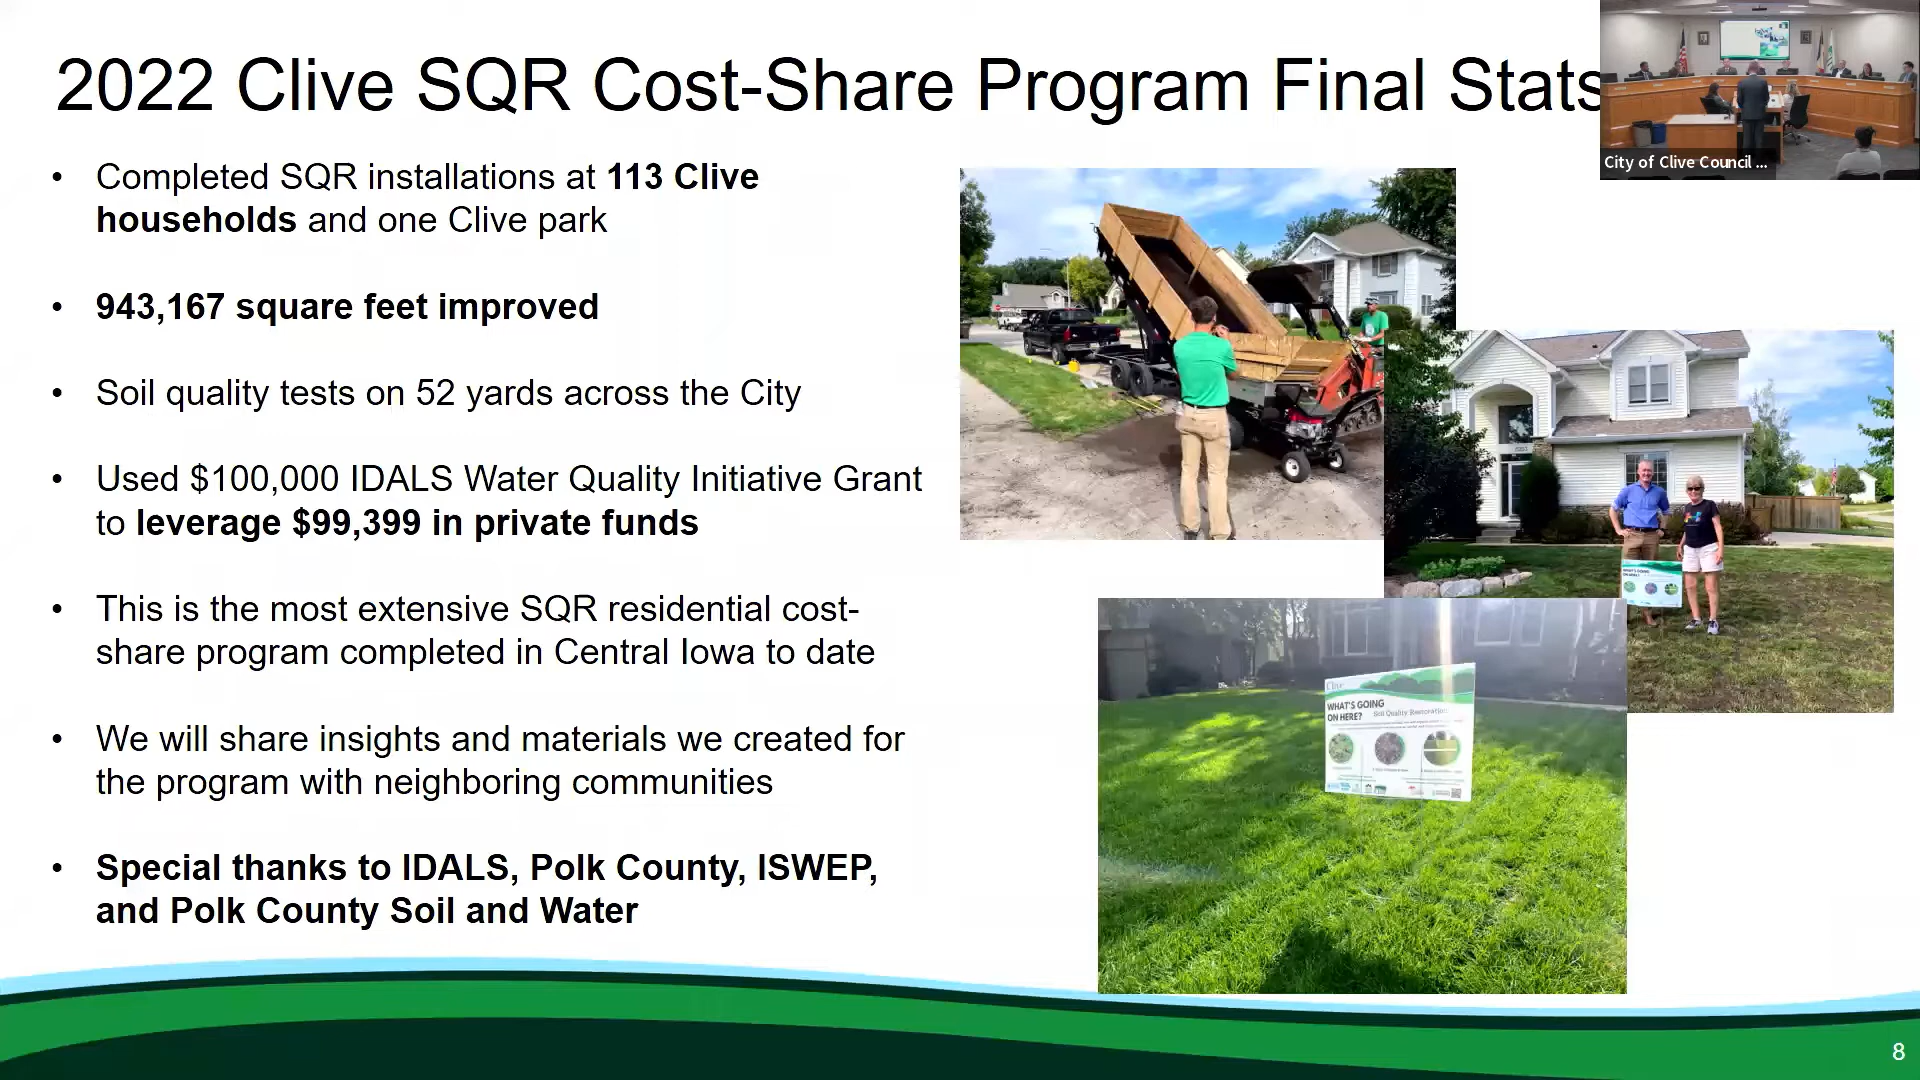 2022 Clive SQR Cost-Share Program Final Stats
City of Clive Council ...
• Completed SQR installations at 113 Clive
households and one Clive park
• 943,167 square feet improved
• Soil quality tests on 52 yards across the City
• Used $100,000 IDALS Water Quality Initiative Grant
to leverage $99,399 in private funds
• This is the most extensive SQR residential cost-
share program completed in Central Iowa to date
• We will share insights and materials we created for
the program with neighboring communities
• Special thanks to IDALS, Polk County, ISWEP,
and Polk County Soil and Water
WHAT'S GOING
ON HERE?
Clive
WHAT'S GOING
ON HERE? Soil Quality Restoration
8